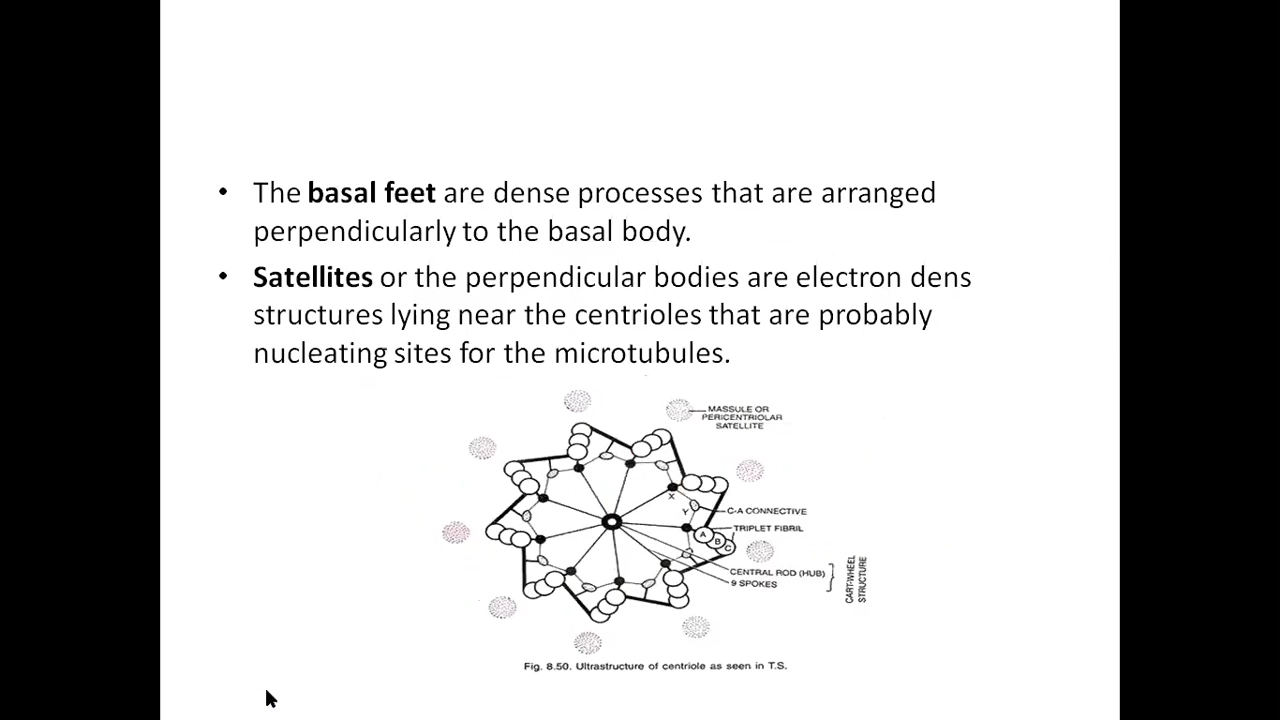 • The basal feet are dense processes that are arranged
perpendicularly to the basal body.
• Satellites or the perpendicular bodies are electron dens
structures lying near the centrioles that are probably
nucleating sites for the microtubules.
MASSULE OR
PERICENTRIOLAR
SATELLITE
X
Y
C-A CONNECTIVE
TRIPLET FIBRIL
A
B
C
CENTRAL ROD (HUB)
9 SPOKES
CART-WHEEL
STRUCTURE
Fig. 8.50. Ultrastructure of centriole as seen in T.S.